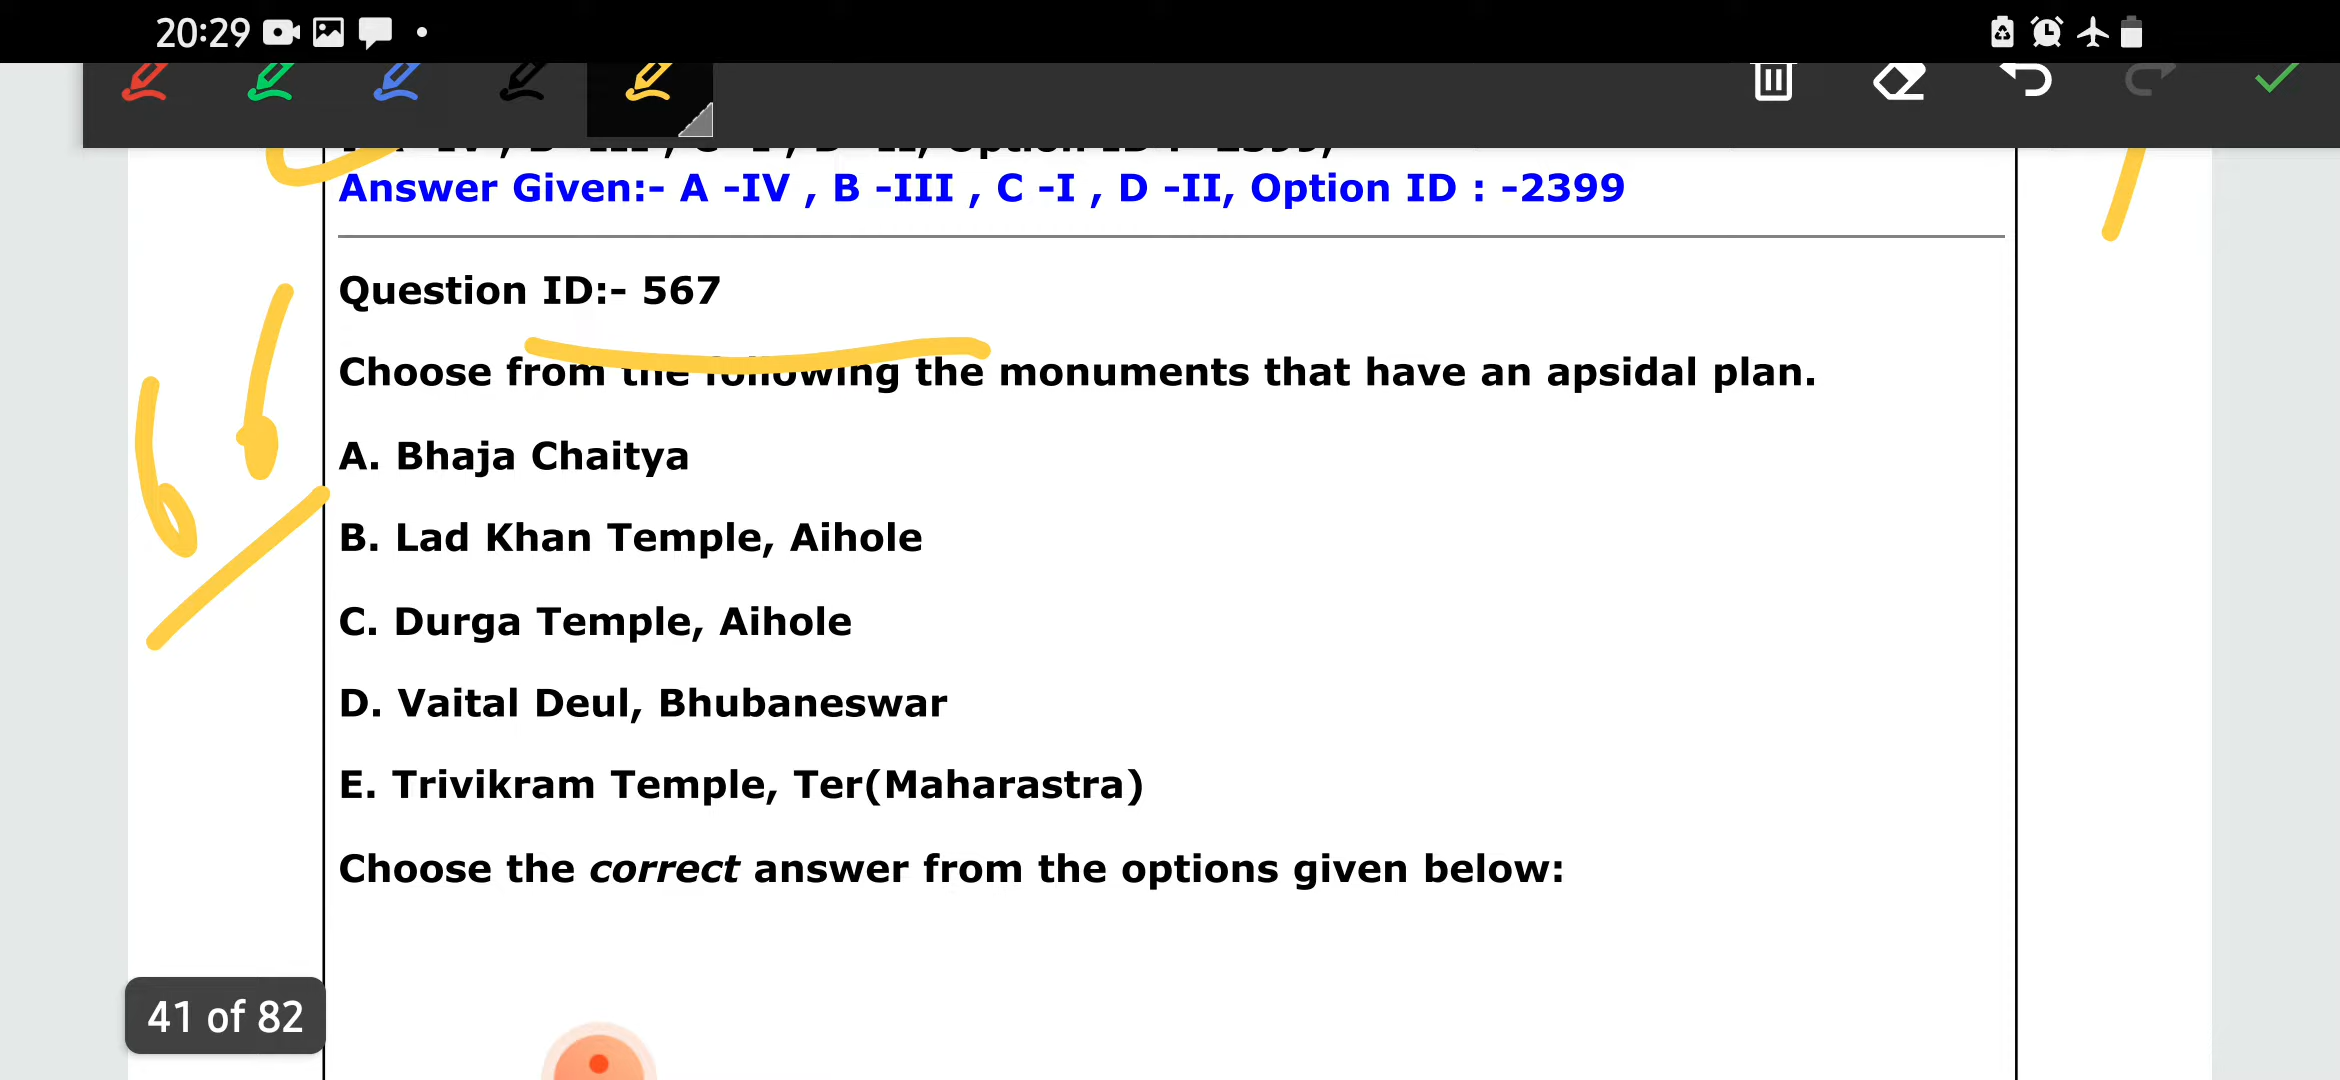 20:29
Answer Given:- A -IV , B -III , C -I , D -II, Option ID : -2399
Question ID:- 567
Choose from the following the monuments that have an apsidal plan.
A. Bhaja Chaitya
B. Lad Khan Temple, Aihole
C. Durga Temple, Aihole
D. Vaital Deul, Bhubaneswar
E. Trivikram Temple, Ter(Maharastra)
Choose the correct answer from the options given below:
41 of 82
66